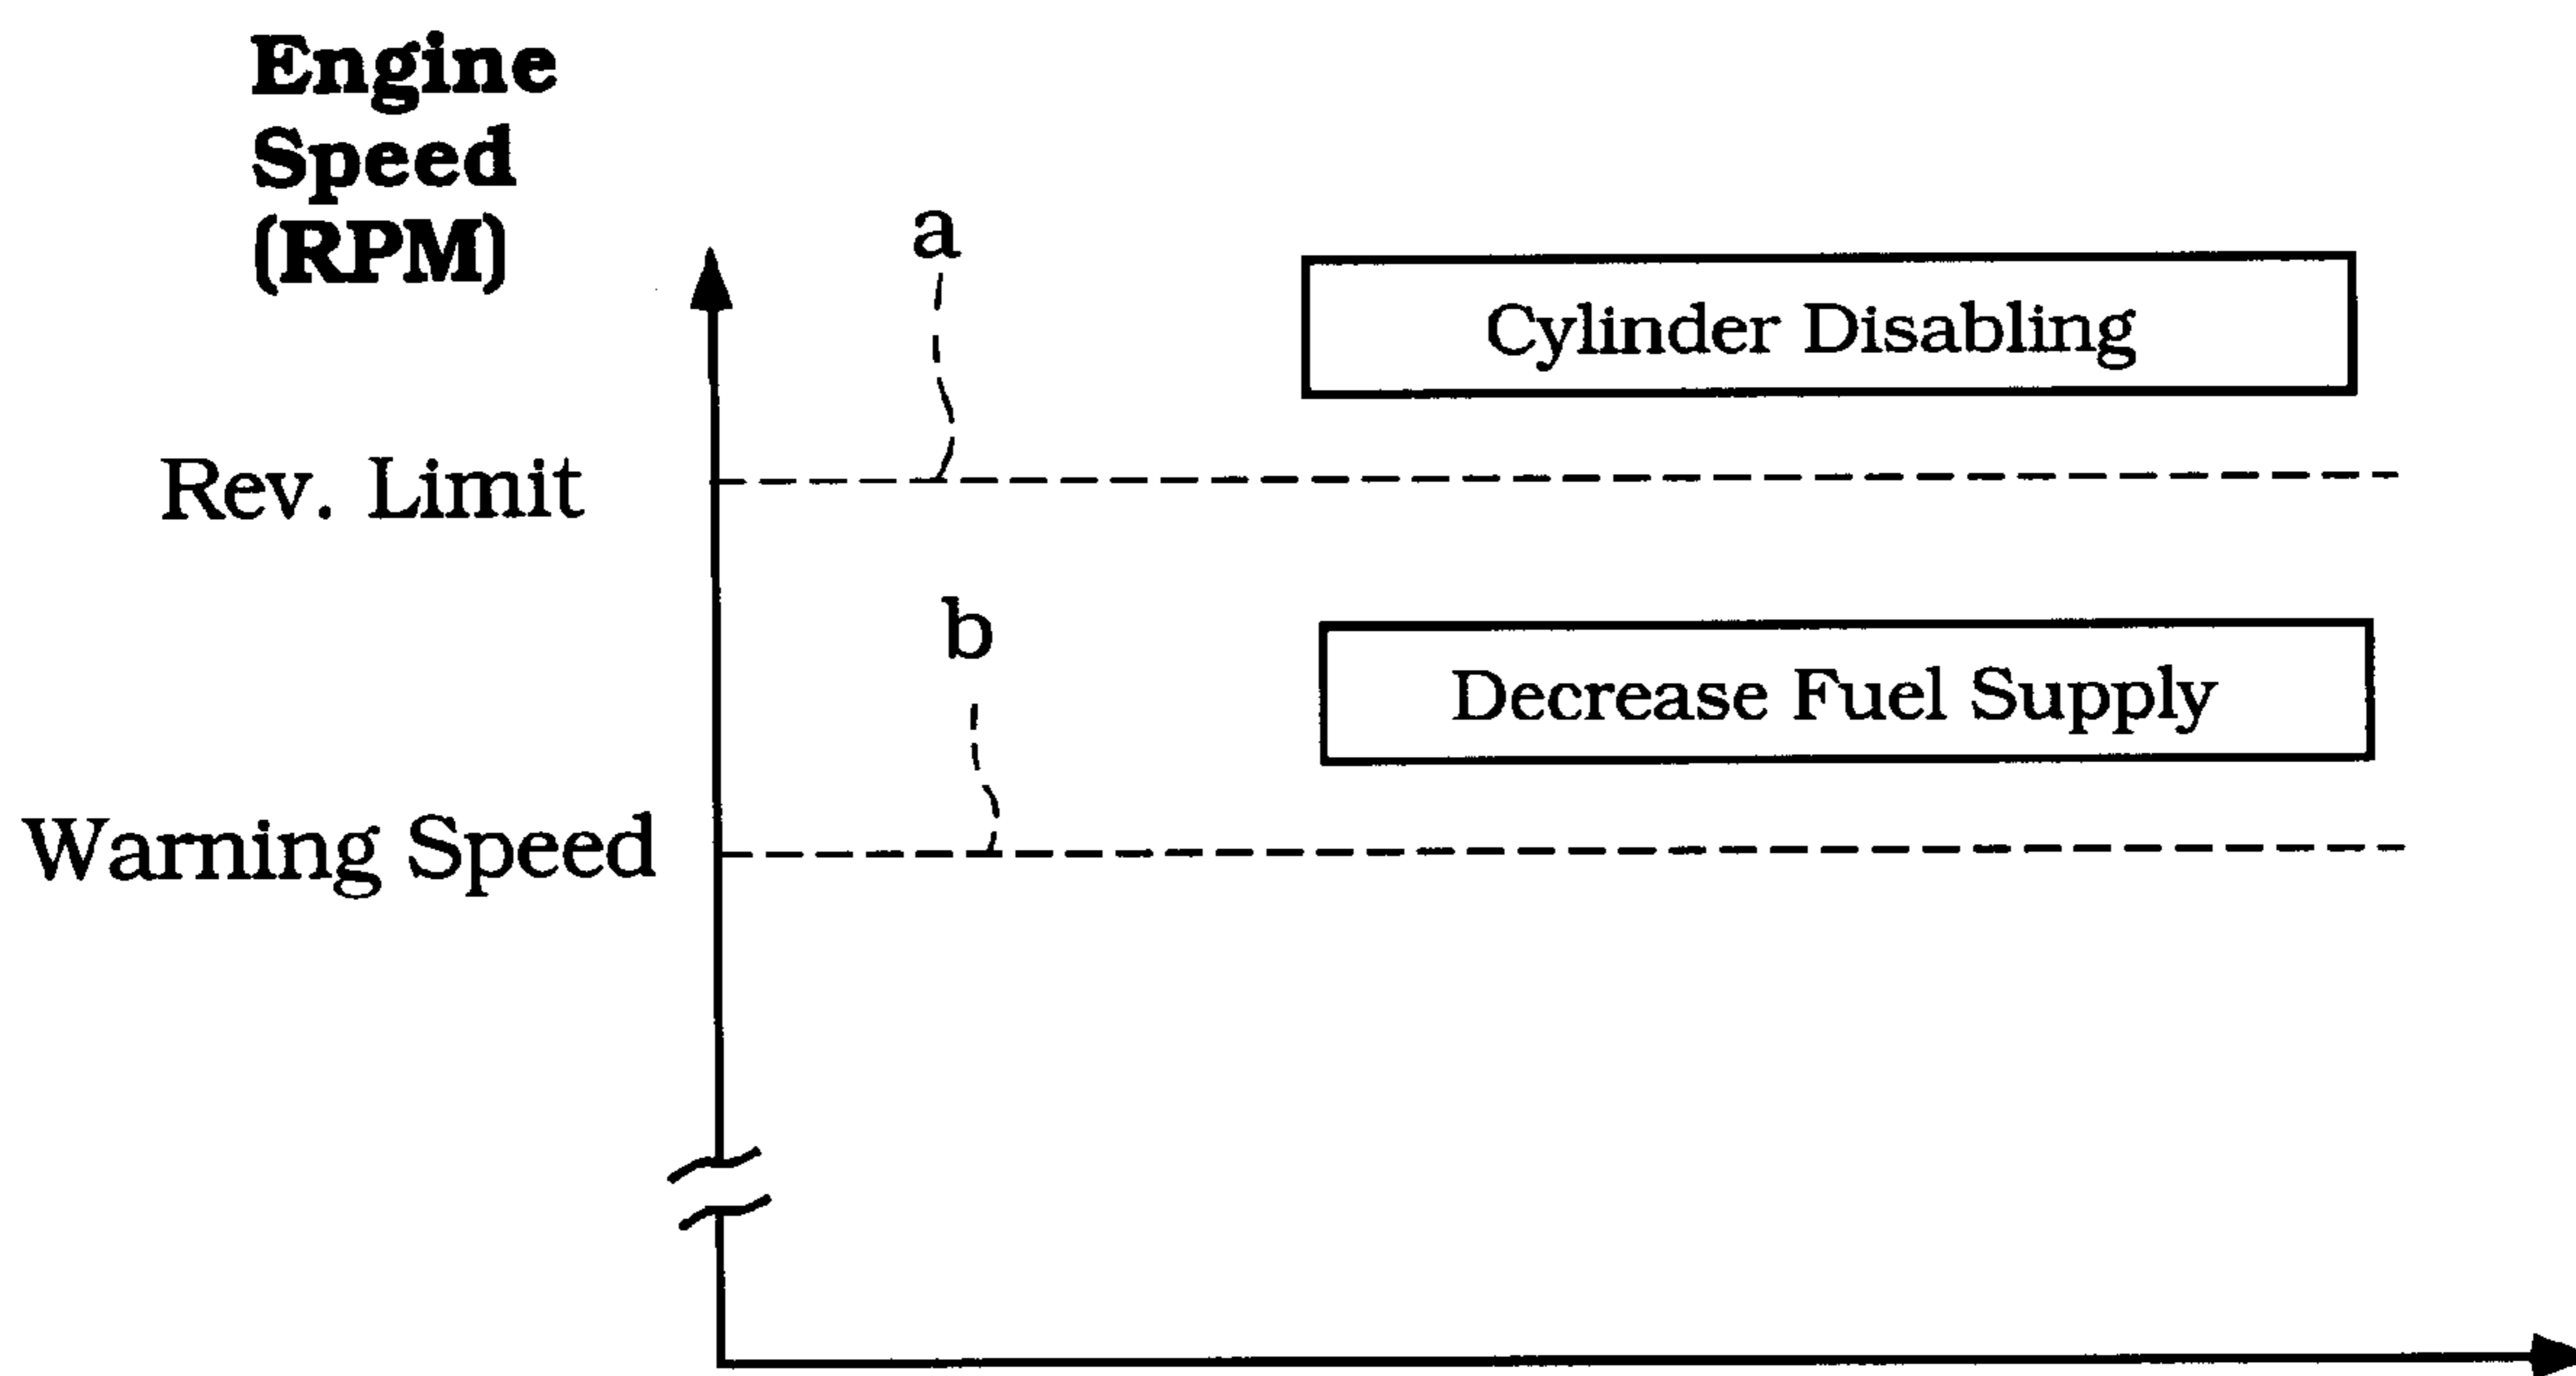 Engine
Speed
(RPM)
a
Cylinder Disabling
Rev. Limit
b
Decrease Fuel Supply
Warning Speed